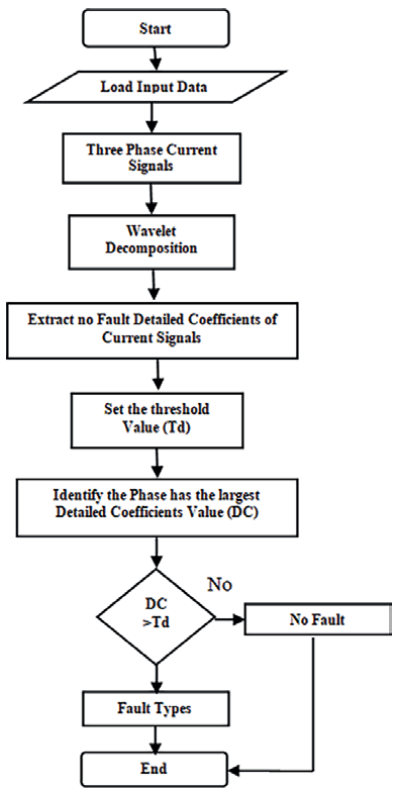 Start
Load Input Data
Three Phase Current
Signals
Wavelet
Decomposition
Extract no Fault Detailed Coefficients of
Current Signals
Set the threshold
Value (Td)
Identify the Phase has the largest
Detailed Coefficients Value (DC)
DC
>Td
No
No Fault
Fault Types
End